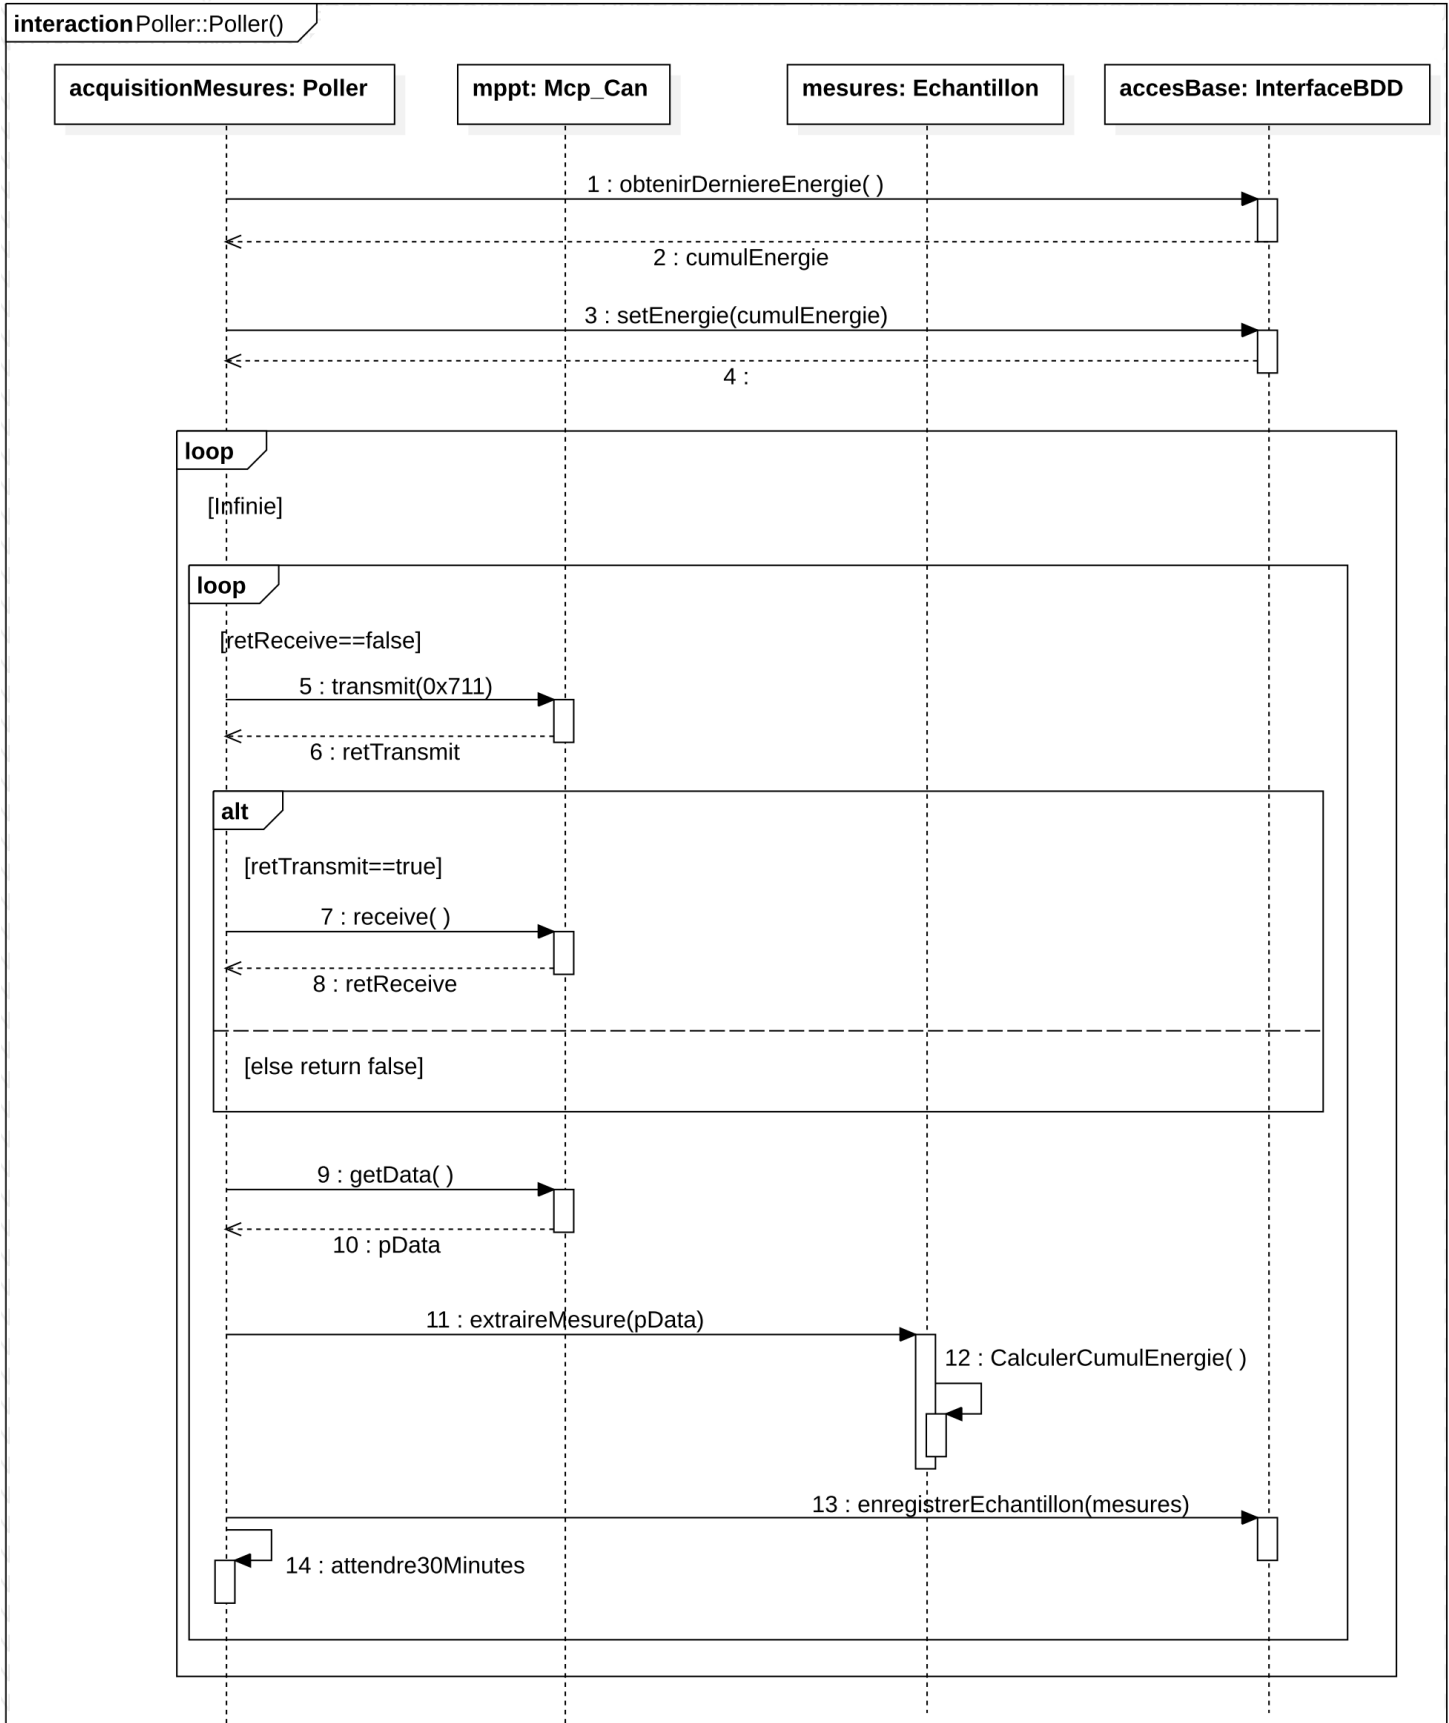 interaction Poller::Poller()
acquisitionMesures: Poller
mppt: Mcp_Can
mesures: Echantillon
accesBase: InterfaceBDD
1 : obtenirDerniereEnergie( )
2 : cumulEnergie
3 : setEnergie(cumulEnergie)
4 :
loop
[Infinie]
loop
[retReceive==false]
5 : transmit(0x711)
6 : retTransmit
alt
[retTransmit==true]
7 : receive( )
8 : retReceive
[else return false]
9 : getData( )
10 : pData
11 : extraireMesure(pData)
12 : CalculerCumulEnergie( )
13 : enregistrerEchantillon(mesures)
14 : attendre30Minutes